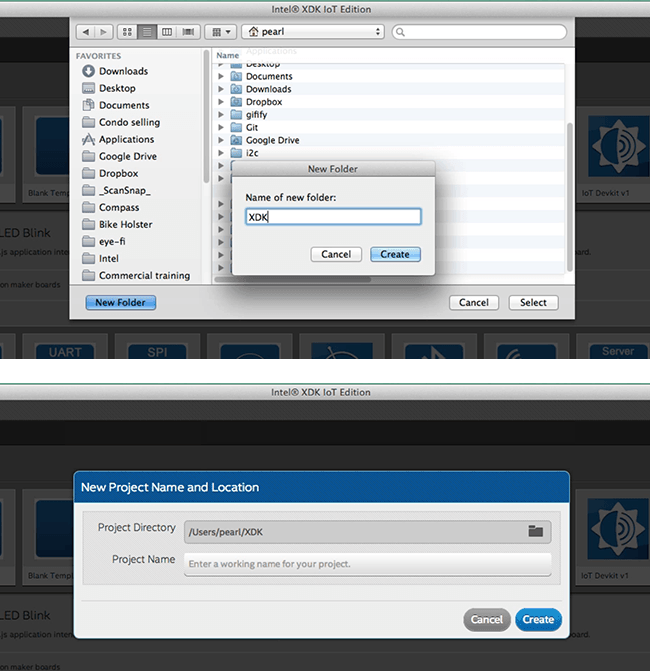 Intel® XDK IoT Edition
pearl
FAVORITES
Downloads
Desktop
Documents
Condo selling
Applications
Google Drive
Dropbox
_ScanSnap_
Compass
Bike Holster
eye-fi
Intel
Commercial training
Name
Applications
Desktop
Documents
Downloads
Dropbox
gifify
Git
Google Drive
i2c
New Folder
Name of new folder:
XDK
Cancel
Create
New Folder
Cancel
Select
Blank Temp
IoT Devkit v1
LED Blink
.js application inter
oard.
on maker boards
UART
SPI
Server
Intel® XDK IoT Edition
New Project Name and Location
Project Directory
/Users/pearl/XDK
Project Name
Enter a working name for your project.
Cancel
Create
Blank Templ
IoT Devkit v1
LED Blink
.js application inter
oard.
on maker boards